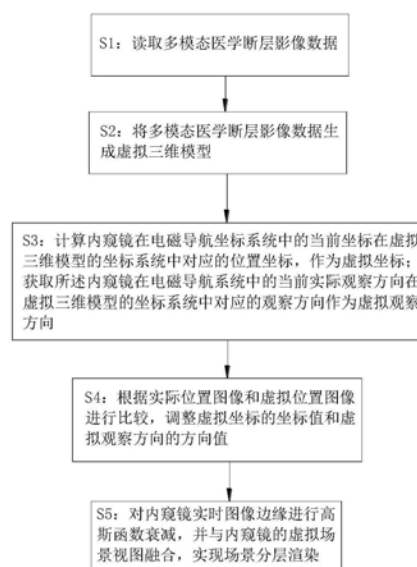 S1：读取多模态医学断层影像数据
S2：将多模态医学断层影像数据生
成虚拟三维模型
S3：计算内窥镜在电磁导航坐标系统中的当前坐标在虚拟
三维模型的坐标系统中对应的位置坐标，作为虚拟坐标；
获取所述内窥镜在电磁导航系统中的当前实际观察方向在
虚拟三维模型的坐标系统中对应的观察方向作为虚拟观察
方向
S4：根据实际位置图像和虚拟位置图像
进行比较，调整虚拟坐标的坐标值和虚
拟观察方向的方向值
S5：对内窥镜实时图像边缘进行高
斯函数衰减，并与内窥镜的虚拟场
景视图融合，实现场景分层渲染